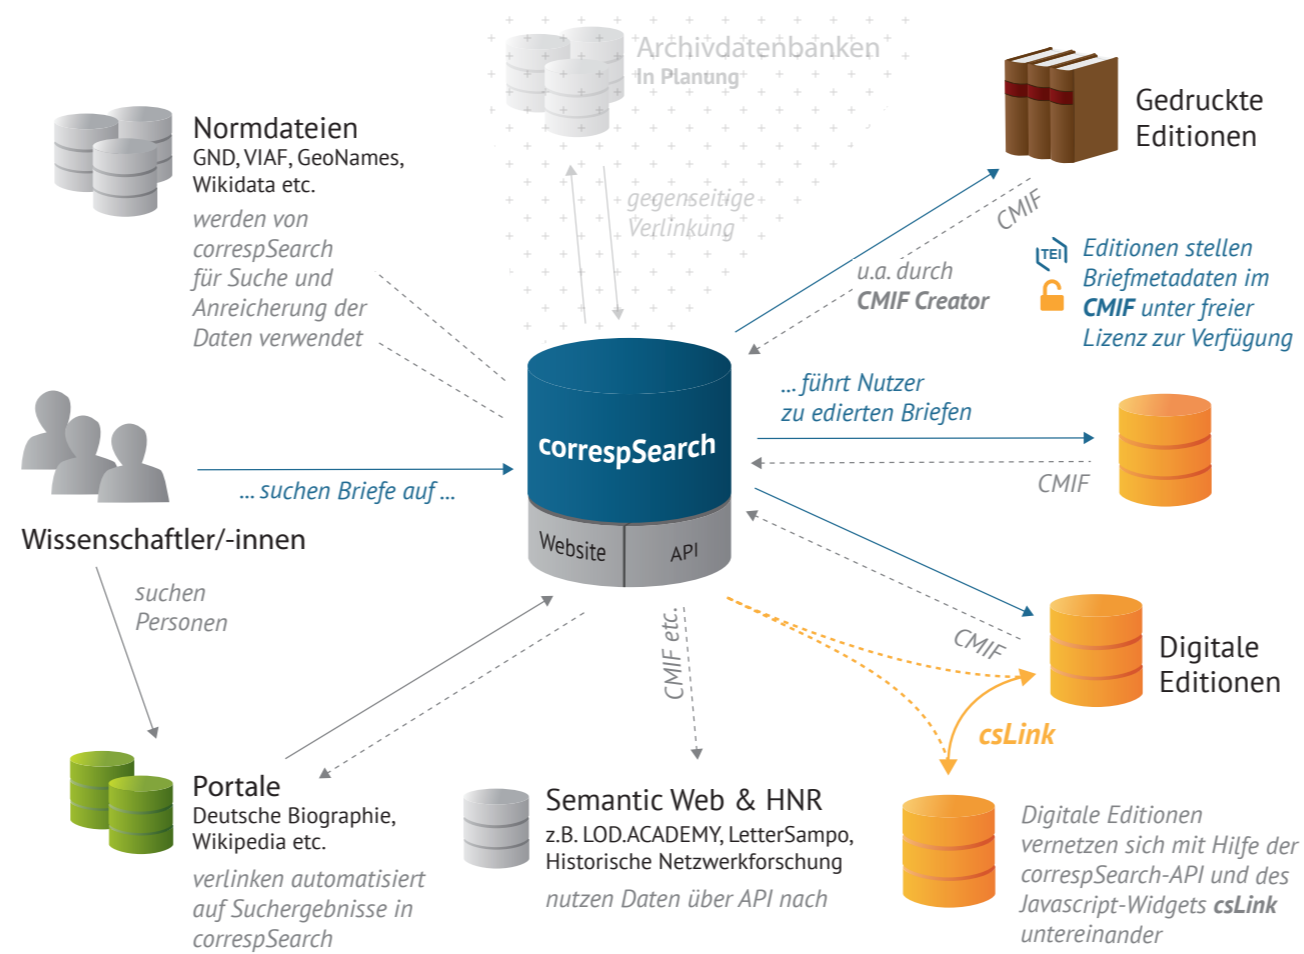 Archivdatenbanken
In Planung
gegenseitige
Verlinkung
Normdateien
GND, VIAF, GeoNames,
Wikidata etc.
werden von
correspSearch
für Suche und
Anreicherung der
Daten verwendet
Gedruckte
Editionen
CMIF
u.a. durch
CMIF Creator
TEI
Editionen stellen
Briefmetadaten im
CMIF unter freier
Lizenz zur Verfügung
... führt Nutzer
zu edierten Briefen
CMIF
correspSearch
Website
API
... suchen Briefe auf ...
Wissenschaftler/-innen
suchen
Personen
CMIF etc.
CMIF
Digitale
Editionen
csLink
Portale
Deutsche Biographie,
Wikipedia etc.
verlinken automatisiert
auf Suchergebnisse in
correspSearch
Semantic Web & HNR
z.B. LOD.ACADEMY, LetterSampo,
Historische Netzwerkforschung
nutzen Daten über API nach
Digitale Editionen
vernetzen sich mit Hilfe der
correspSearch-API und des
Javascript-Widgets csLink
untereinander